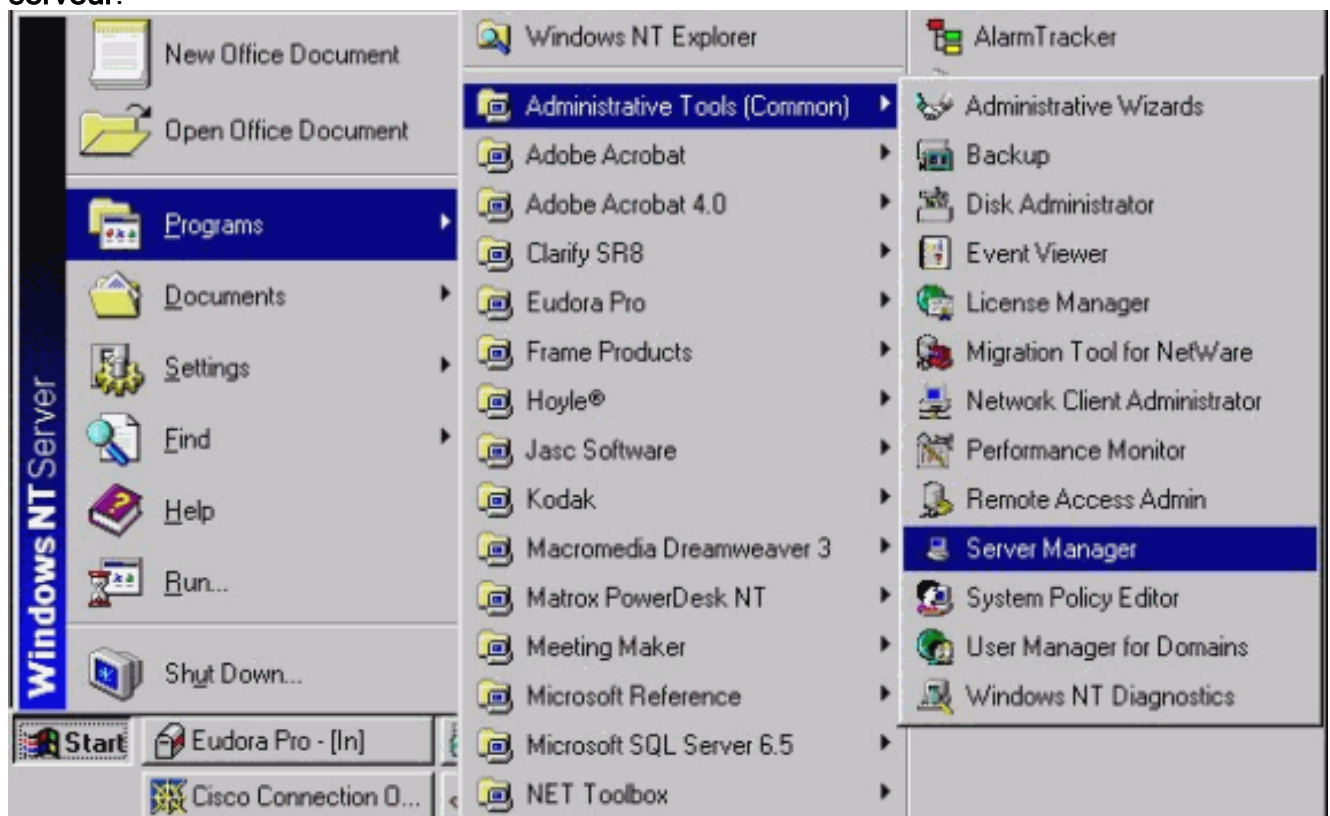 serveur.
Windows NT Server
New Office Document
Open Office Document
Programs
Documents
Settings
Find
Help
Run...
Shut Down...
Start
Eudora Pro - [In]
Cisco Connection O...
Windows NT Explorer
Administrative Tools (Common)
Adobe Acrobat
Adobe Acrobat 4.0
Clarify SR8
Eudora Pro
Frame Products
Hoyle®
Jasc Software
Kodak
Macromedia Dreamweaver 3
Matrox PowerDesk NT
Meeting Maker
Microsoft Reference
Microsoft SQL Server 6.5
NET Toolbox
AlarmTracker
Administrative Wizards
Backup
Disk Administrator
Event Viewer
License Manager
Migration Tool for NetWare
Network Client Administrator
Performance Monitor
Remote Access Admin
Server Manager
System Policy Editor
User Manager for Domains
Windows NT Diagnostics